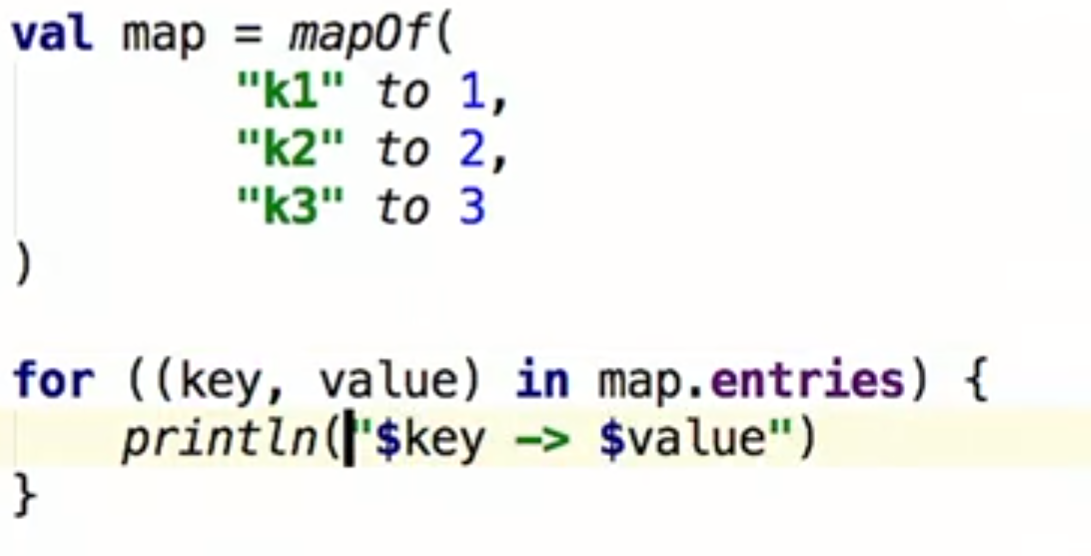 val map = mapOf(
"k1" to 1,
"k2" to 2,
"k3" to 3
)
for ((key, value) in map.entries) {
println("$key -> $value")
}